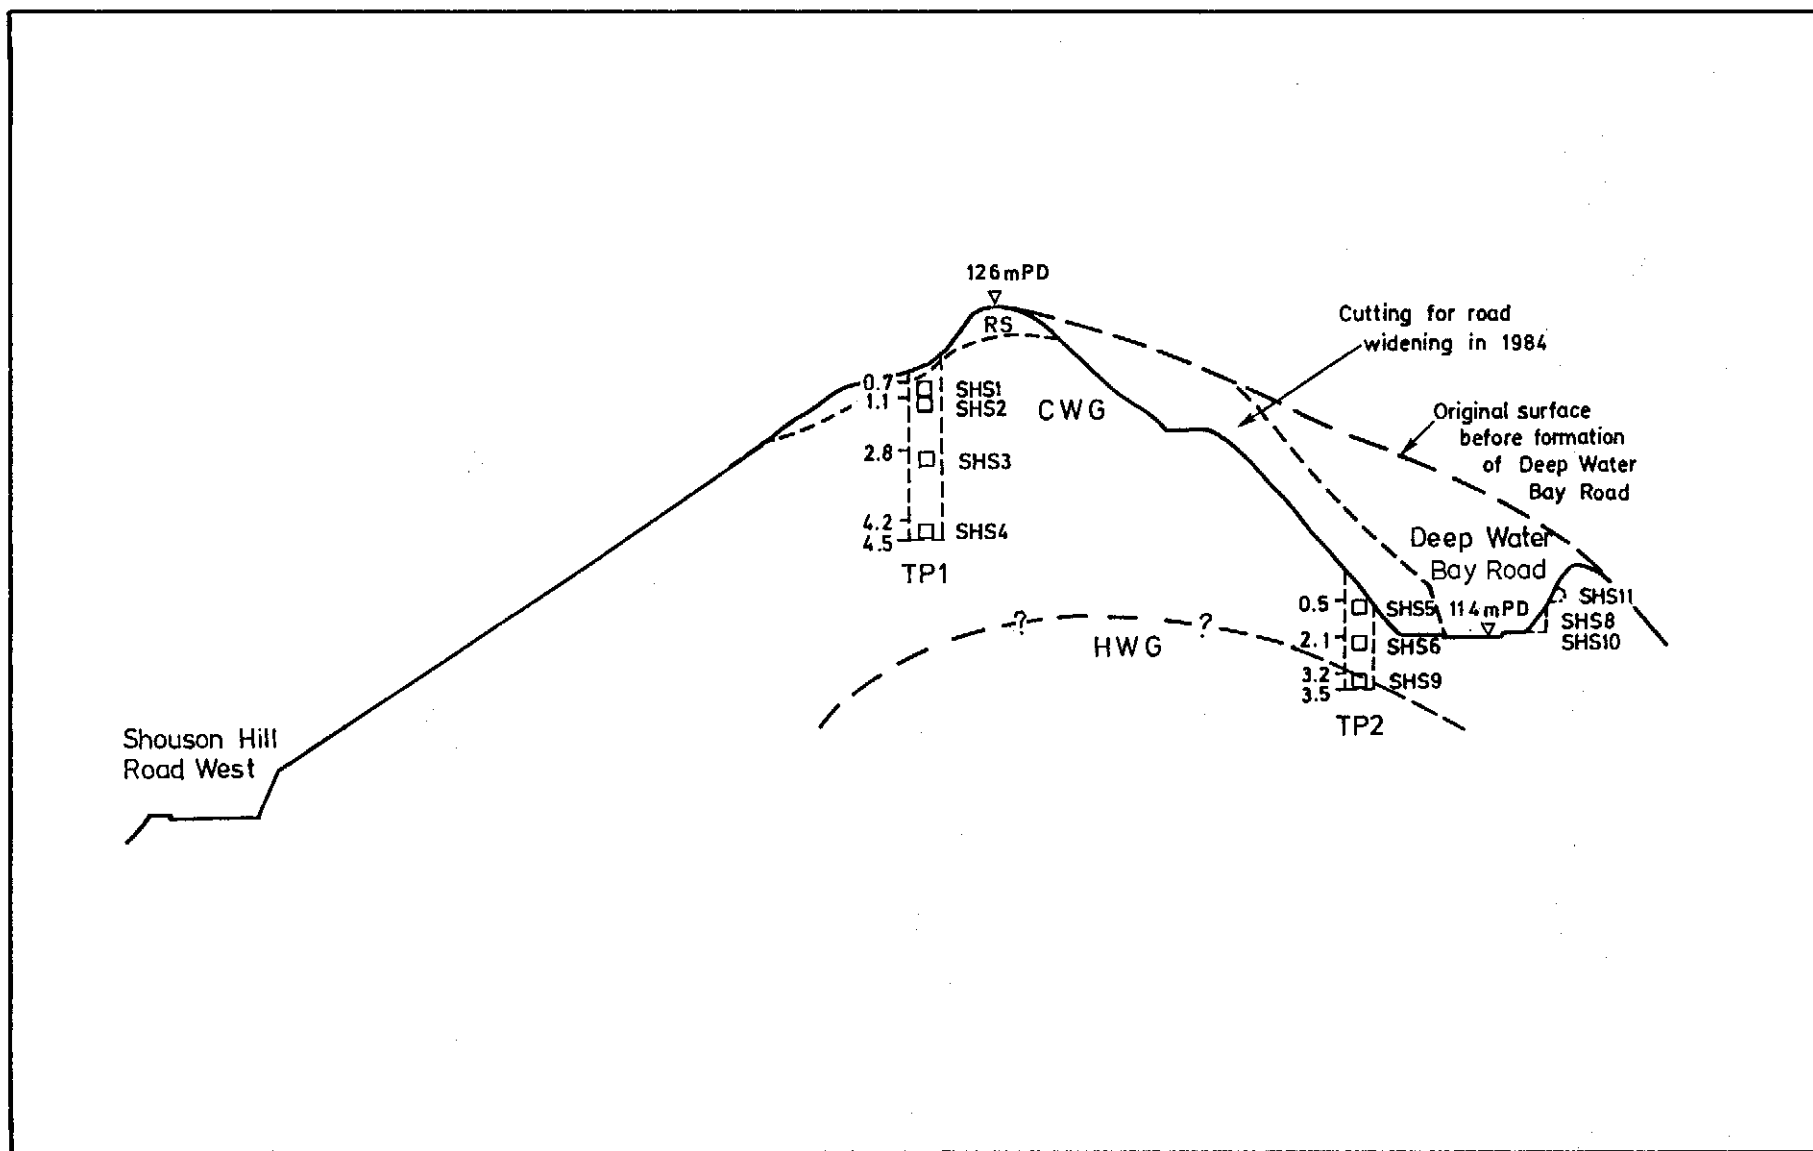 126mPD
RS
Cutting for road
widening in 1984
Original surface
before formation
of Deep Water
Bay Road
0.7
SHS1
1.1
SHS2
CWG
2.8
SHS3
4.2
SHS4
4.5
TP1
Deep Water
Bay Road
0.5
SHS5
114mPD
SHS11
SHS8
SHS10
2.1
SHS6
?
?
HWG
3.2
SHS9
3.5
TP2
Shouson Hill
Road West